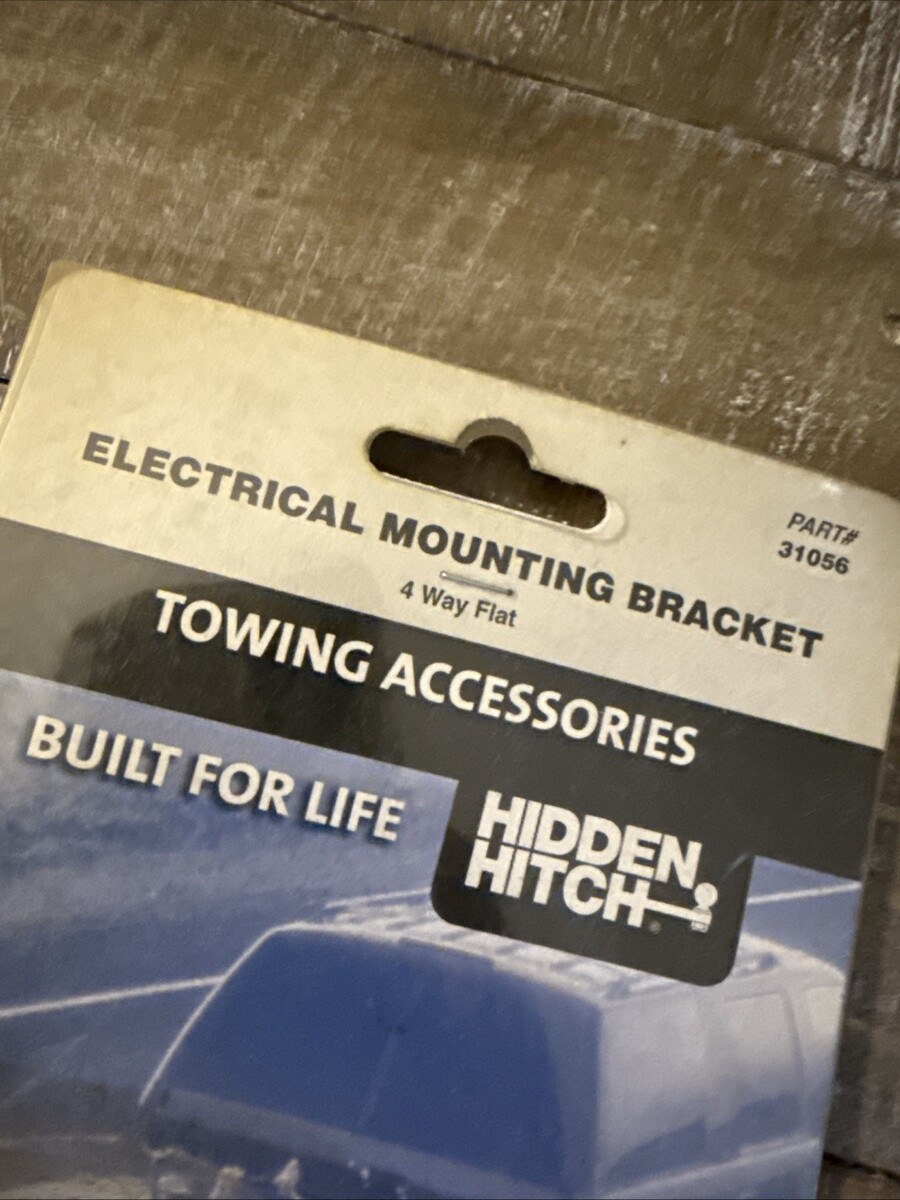 ELECTRICAL MOUNTING BRACKET
4 Way Flat
PART#
31056
TOWING ACCESSORIES
BUILT FOR LIFE
HIDDEN
HITCH®